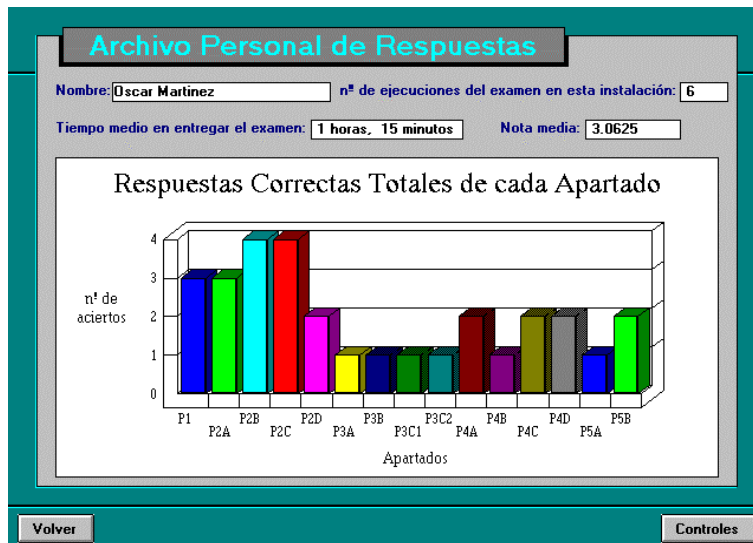 Archivo Personal de Respuestas
Nombre: Oscar Martinez nº de ejecuciones del examen en esta instalación: 6
Tiempo medio en entregar el examen: 1 horas, 15 minutos Nota media: 3.0625
Respuestas Correctas Totales de cada Apartado
4
3
nº de
aciertos
2
1
0
P1 P2B P2D P3B P3C2 P4B P4D P5B
P2A P2C P3A P3C1 P4A P4C P5A
Apartados
Volver Controles